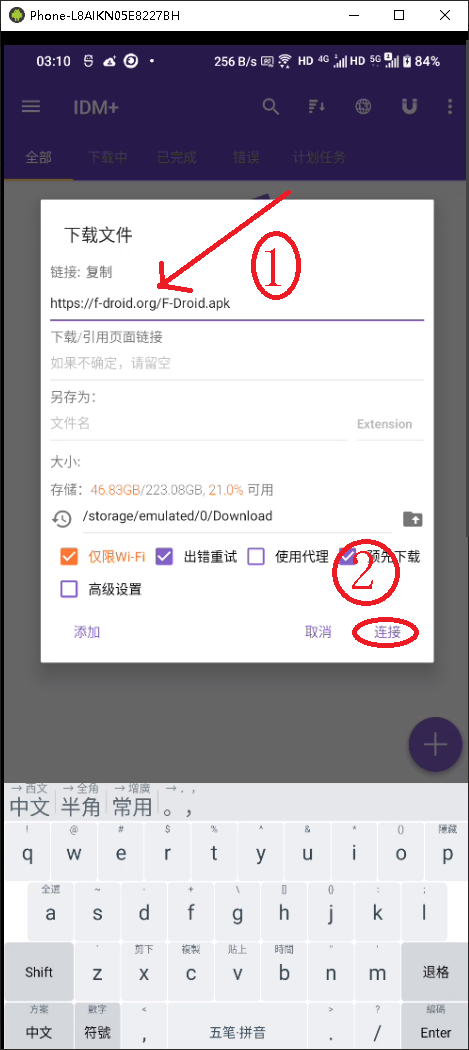 Phone-L8AIKN05E8227BH
03:10 256 B/s HD 4G HD 5G 84%
IDM+
全部 下载中 已完成 错误 计划任务
下载文件
①
链接: 复制
https://f-droid.org/F-Droid.apk
下载/引用页面链接
如果不确定，请留空
另存为：
文件名 Extension
大小:
存储：46.83GB/223.08GB, 21.0% 可用
/storage/emulated/0/Download
仅限Wi-Fi 出错重试 使用代理 预先下载
②
高级设置
添加 取消 连接
→ 西文 → 全角 → 增廣 → . ,
中文 半角 常用 。,
! @ # $ % ^ & * () 隱藏
q w e r t y u i o p
全選 ~ - + \ [] {} : ;
a s d f g h j k l
` 剪下 複製 貼上 時間 " '
Shift z x c v b n m 退格
方案 數字 < > ? 編碼
中文 符號 , 五笔·拼音 . / Enter